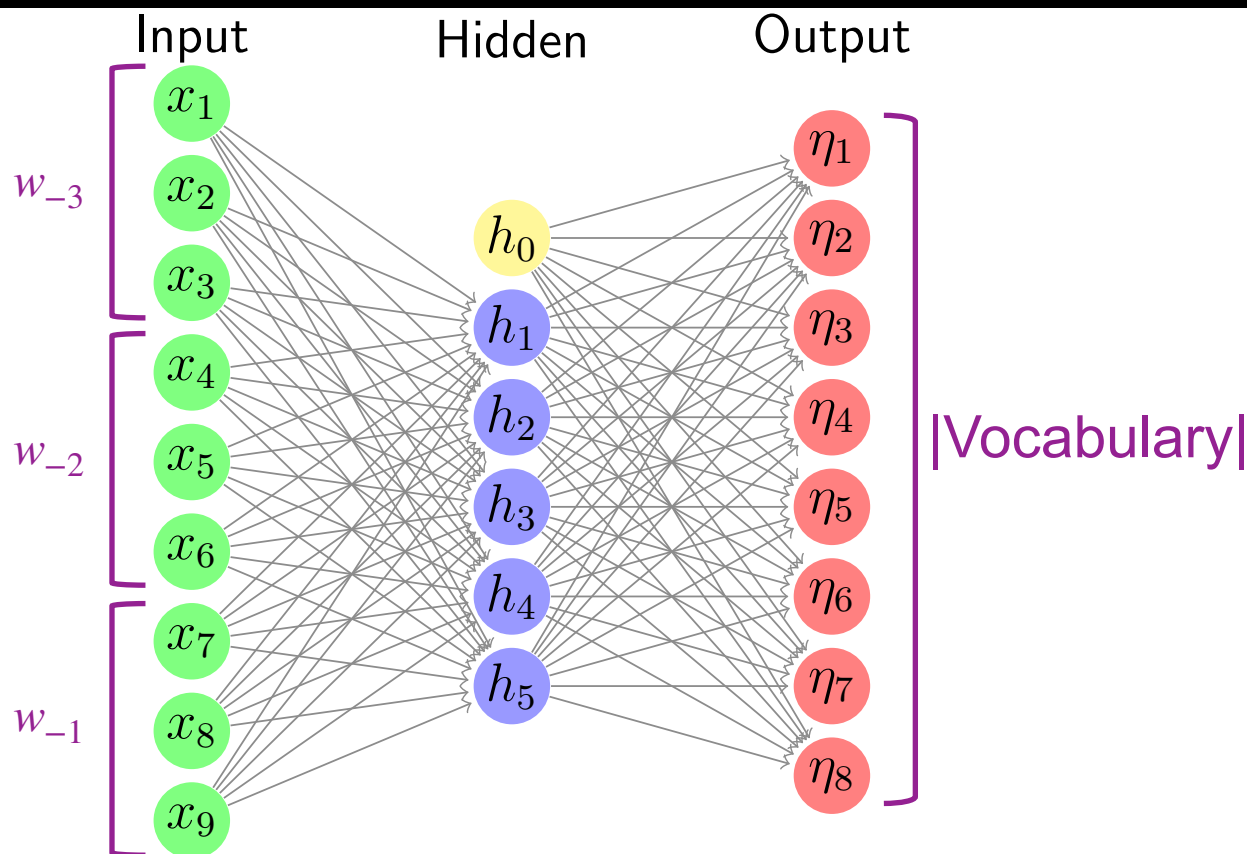 Input
Hidden
Output
w₋₃
x₁
x₂
x₃
w₋₂
x₄
x₅
x₆
w₋₁
x₇
x₈
x₉
h₀
h₁
h₂
h₃
h₄
h₅
η₁
η₂
η₃
η₄
η₅
η₆
η₇
η₈
|Vocabulary|